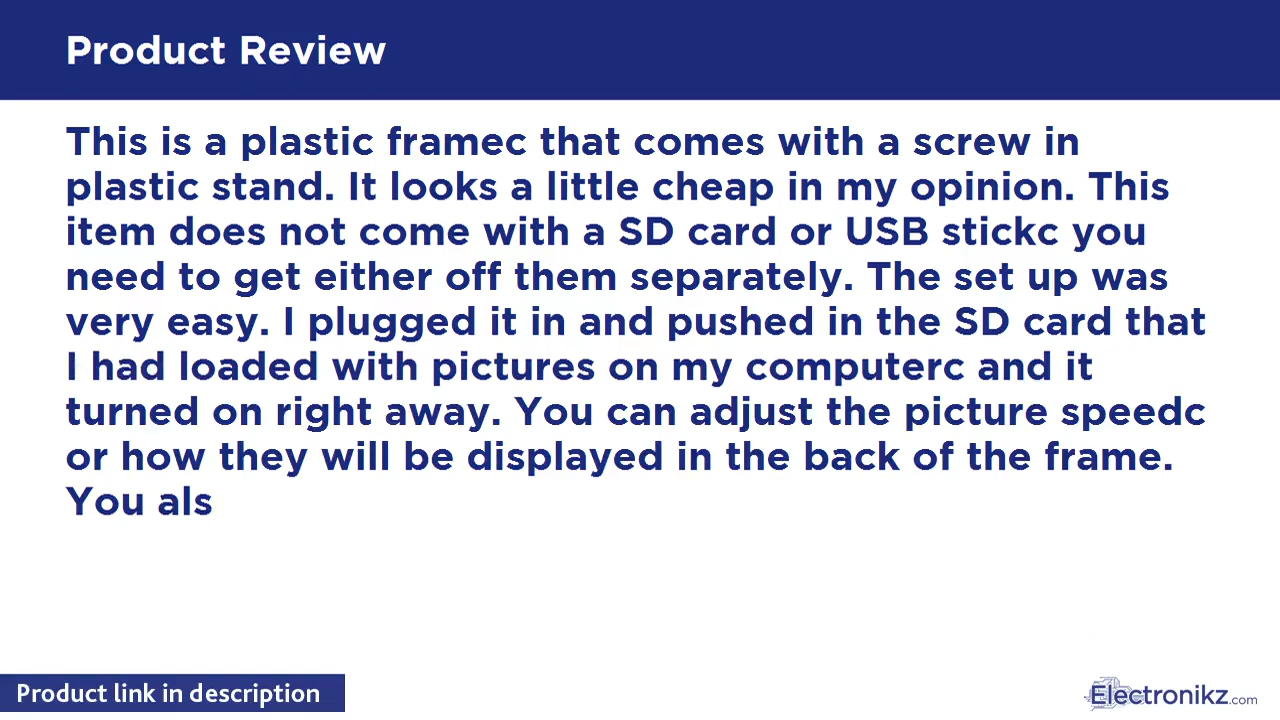 Product Review
This is a plastic framec that comes with a screw in
plastic stand. It looks a little cheap in my opinion. This
item does not come with a SD card or USB stickc you
need to get either off them separately. The set up was
very easy. I plugged it in and pushed in the SD card that
I had loaded with pictures on my computerc and it
turned on right away. You can adjust the picture speedc
or how they will be displayed in the back of the frame.
You als
Product link in description
Electronikz.com